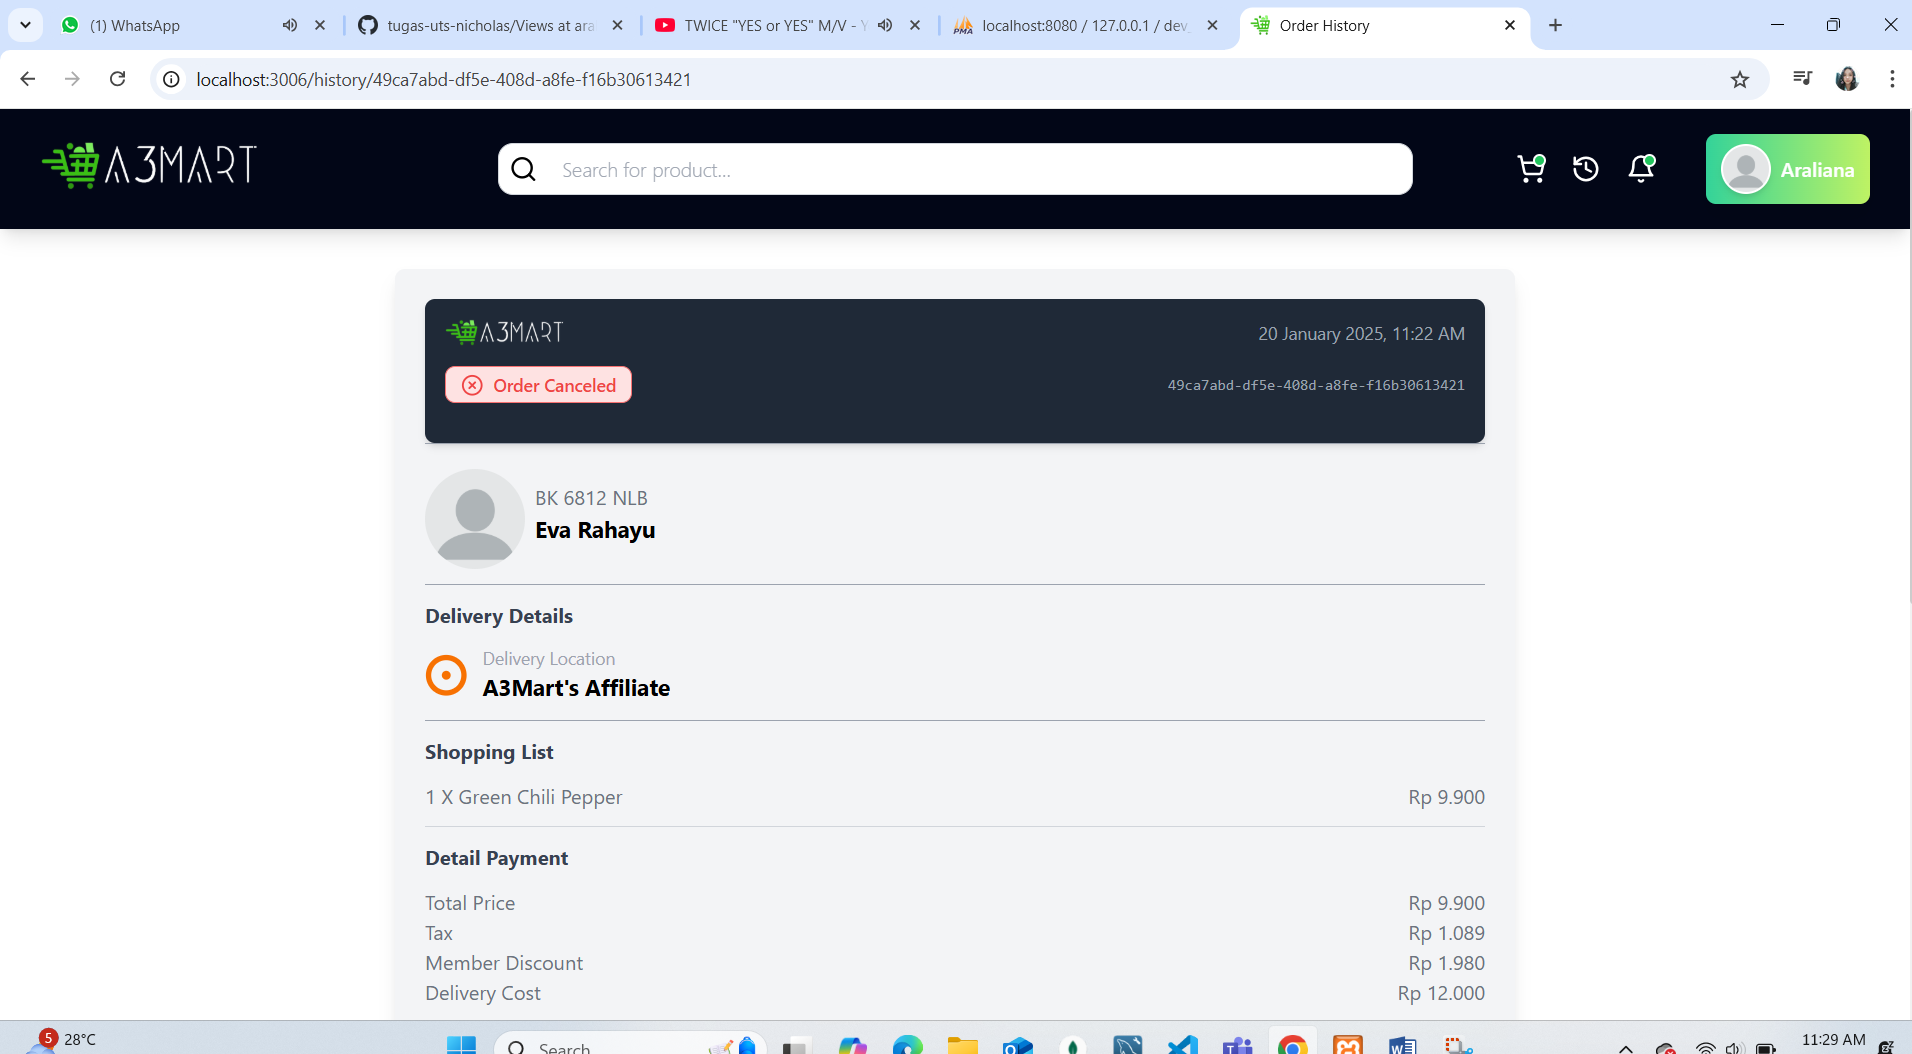 (1) WhatsApp
tugas-uts-nicholas/Views at ara
TWICE "YES or YES" M/V - Y
localhost:8080 / 127.0.0.1 / dev_
Order History
localhost:3006/history/49ca7abd-df5e-408d-a8fe-f16b30613421
A3MART
Search for product...
Araliana
A3MART
20 January 2025, 11:22 AM
Order Canceled
49ca7abd-df5e-408d-a8fe-f16b30613421
BK 6812 NLB
Eva Rahayu
Delivery Details
Delivery Location
A3Mart's Affiliate
Shopping List
1 X Green Chili Pepper
Rp 9.900
Detail Payment
Total Price
Rp 9.900
Tax
Rp 1.089
Member Discount
Rp 1.980
Delivery Cost
Rp 12.000
5
28°C
Search
11:29 AM